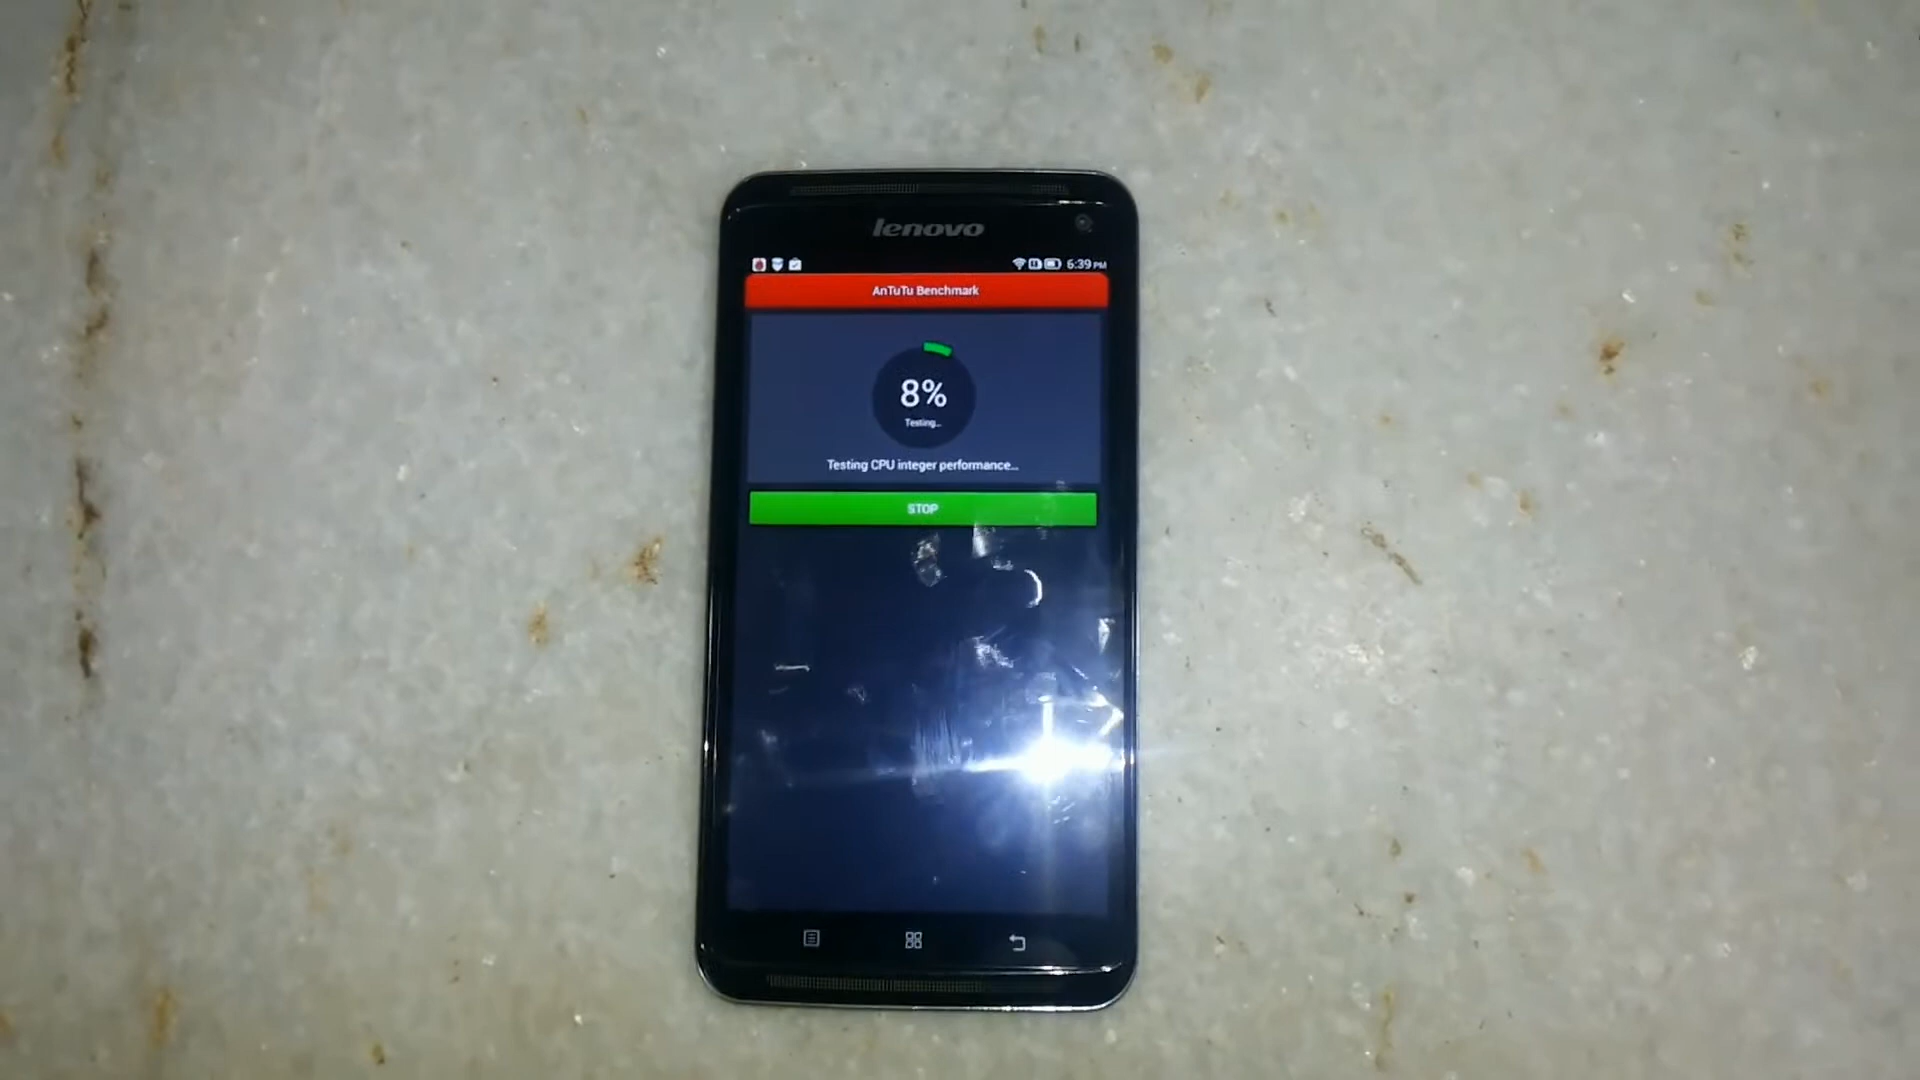 lenovo
6:39 PM
AnTuTu Benchmark
8%
Testing...
Testing CPU integer performance...
STOP